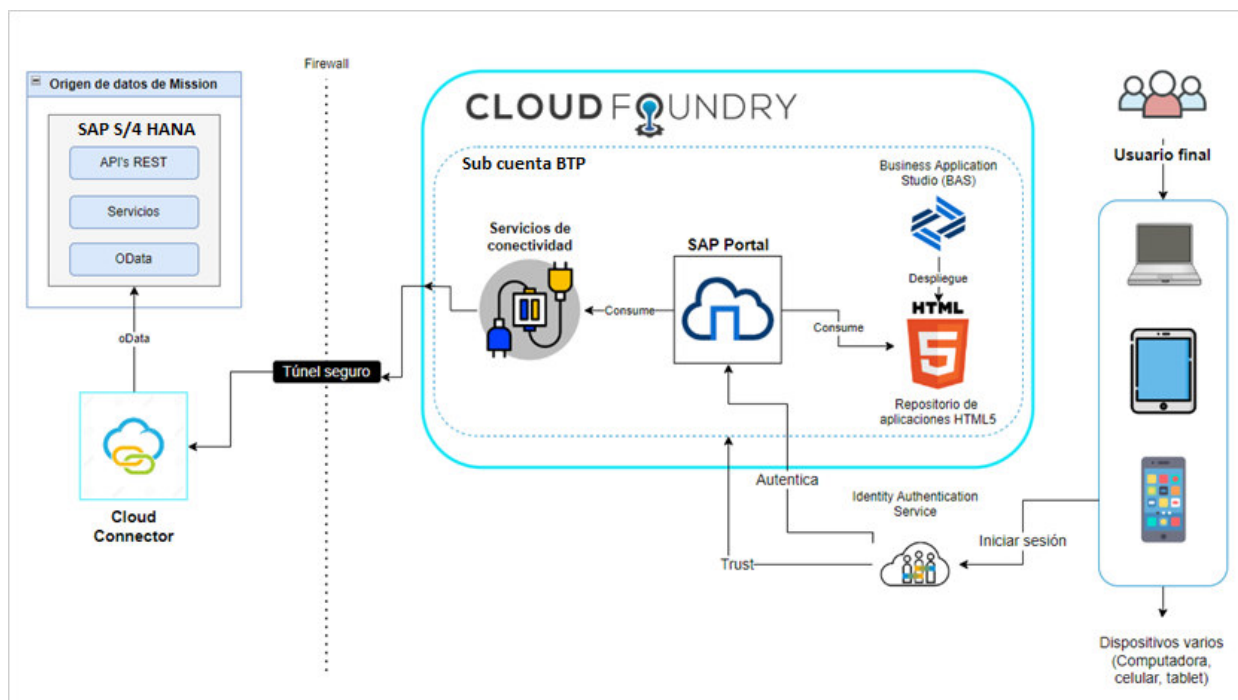 Firewall
Origen de datos de Mission
SAP S/4 HANA
API's REST
Servicios
OData
oData
Cloud
Connector
Túnel seguro
CLOUD FOUNDRY
Sub cuenta BTP
Servicios de
conectividad
Consume
SAP Portal
Consume
Business Application
Studio (BAS)
Despliegue
HTML
5
Repositorio de
aplicaciones HTML5
Autentica
Trust
Identity Authentication
Service
Iniciar sesión
Usuario final
Dispositivos varios
(Computadora,
celular, tablet)